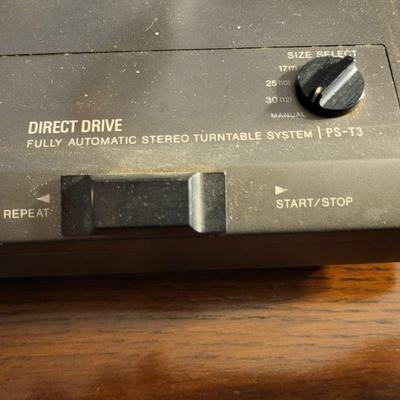 SIZE SELECT
17(7)
25(10)
30(12)
MANUAL
DIRECT DRIVE
FULLY AUTOMATIC STEREO TURNTABLE SYSTEM | PS-T3
◀ ▶
REPEAT START/STOP